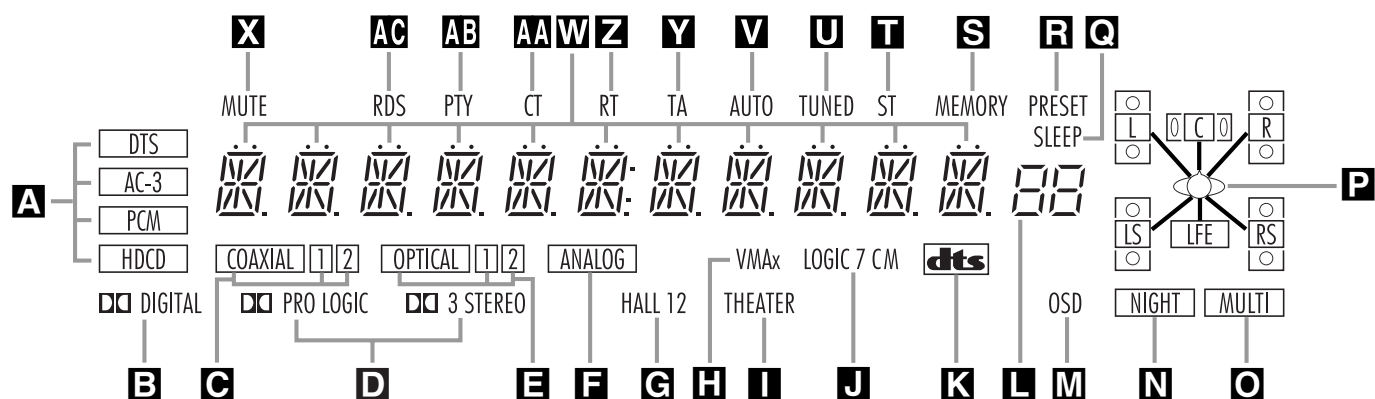 X AC AB AA W Z Y V U T S R Q
MUTE RDS PTY CT RT TA AUTO TUNED ST MEMORY PRESET
SLEEP
L C R
DTS
AC-3
A
P
PCM
LS LFE RS
HDCD COAXIAL 1 2 OPTICAL 1 2 ANALOG VMAx LOGIC 7 CM dts
DIGITAL PRO LOGIC 3 STEREO HALL 12 THEATER OSD NIGHT MULTI
B C D E F G H I J K L M N O